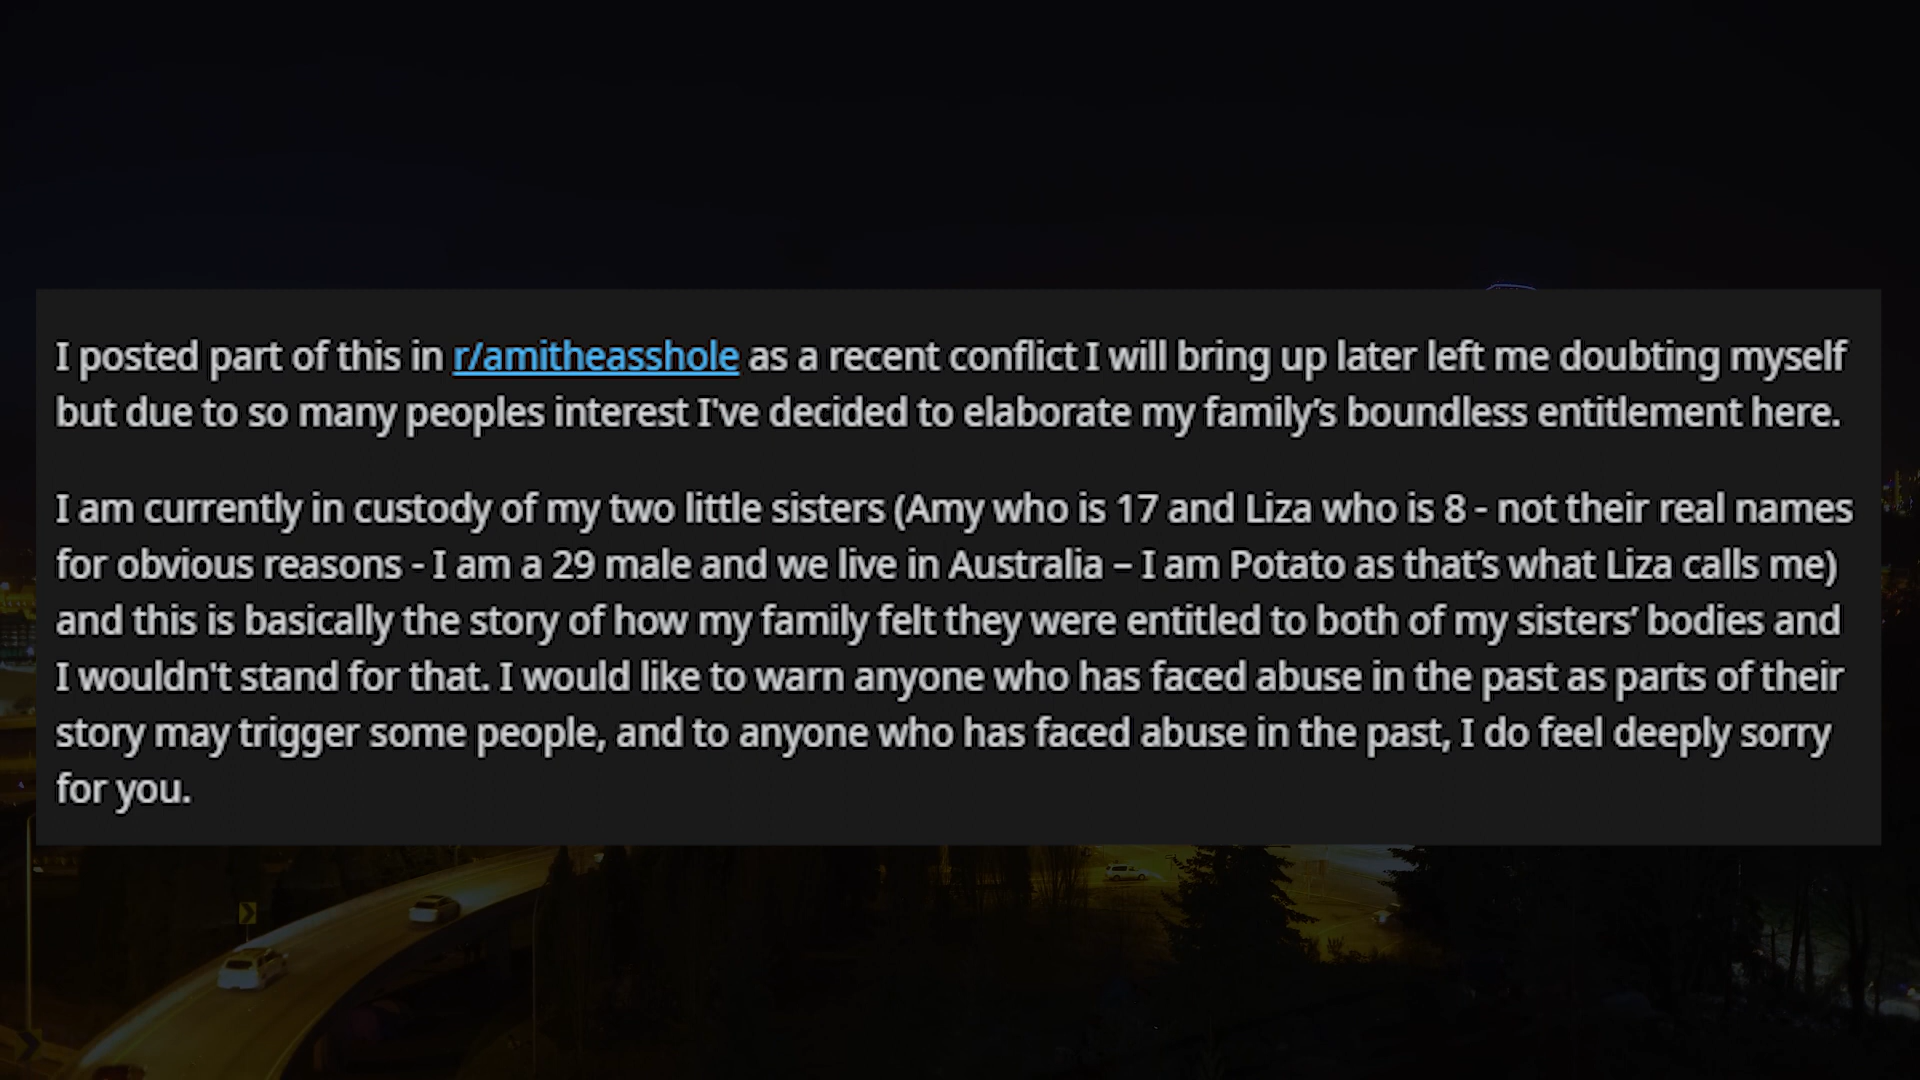 I posted part of this in r/amitheasshole as a recent conflict I will bring up later left me doubting myself
but due to so many peoples interest I've decided to elaborate my family’s boundless entitlement here.
I am currently in custody of my two little sisters (Amy who is 17 and Liza who is 8 - not their real names
for obvious reasons - I am a 29 male and we live in Australia – I am Potato as that’s what Liza calls me)
and this is basically the story of how my family felt they were entitled to both of my sisters’ bodies and
I wouldn't stand for that. I would like to warn anyone who has faced abuse in the past as parts of their
story may trigger some people, and to anyone who has faced abuse in the past, I do feel deeply sorry
for you.